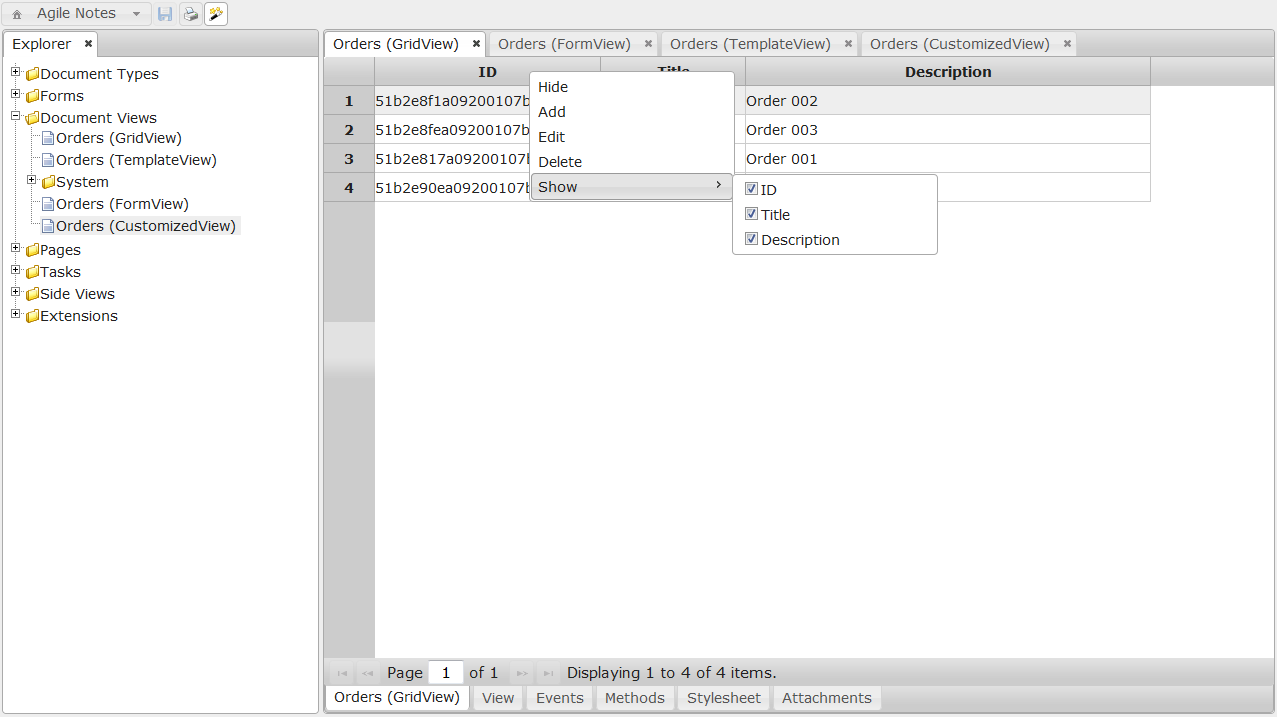 Agile Notes
Explorer
Document Types
Forms
Document Views
Orders (GridView)
Orders (TemplateView)
System
Orders (FormView)
Orders (CustomizedView)
Pages
Tasks
Side Views
Extensions
Orders (GridView) Orders (FormView) Orders (TemplateView) Orders (CustomizedView)
ID Title Description
1 51b2e8f1a09200107b Order 002
2 51b2e8fea09200107b Order 003
3 51b2e817a09200107b Order 001
4 51b2e90ea09200107b
Hide
Add
Edit
Delete
Show
ID
Title
Description
Page 1 of 1 Displaying 1 to 4 of 4 items.
Orders (GridView) View Events Methods Stylesheet Attachments